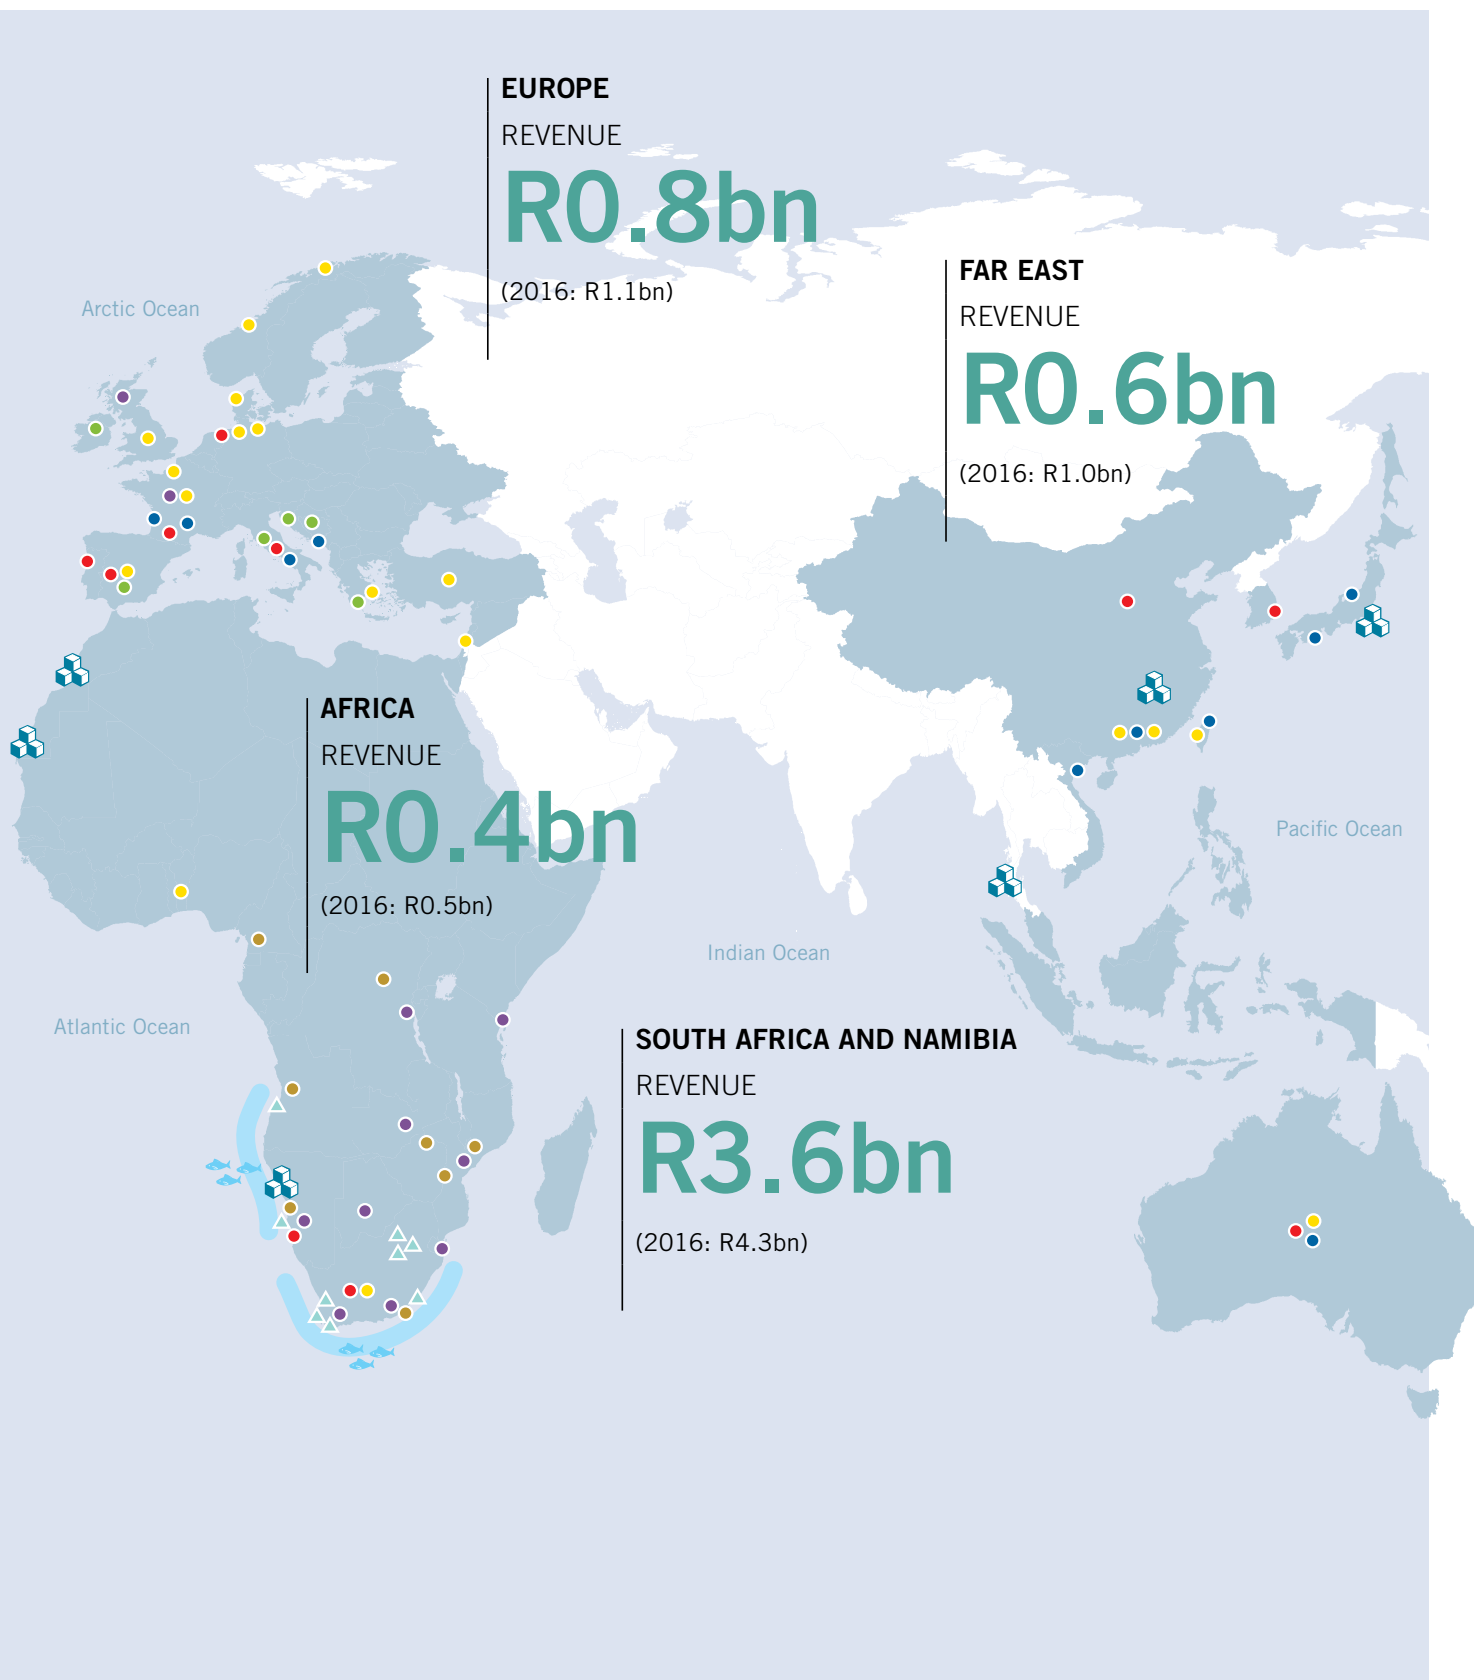 EUROPE
REVENUE
R0.8bn
(2016: R1.1bn)
FAR EAST
REVENUE
R0.6bn
(2016: R1.0bn)
Arctic Ocean
AFRICA
REVENUE
R0.4bn
(2016: R0.5bn)
Pacific Ocean
Indian Ocean
Atlantic Ocean
SOUTH AFRICA AND NAMIBIA
REVENUE
R3.6bn
(2016: R4.3bn)